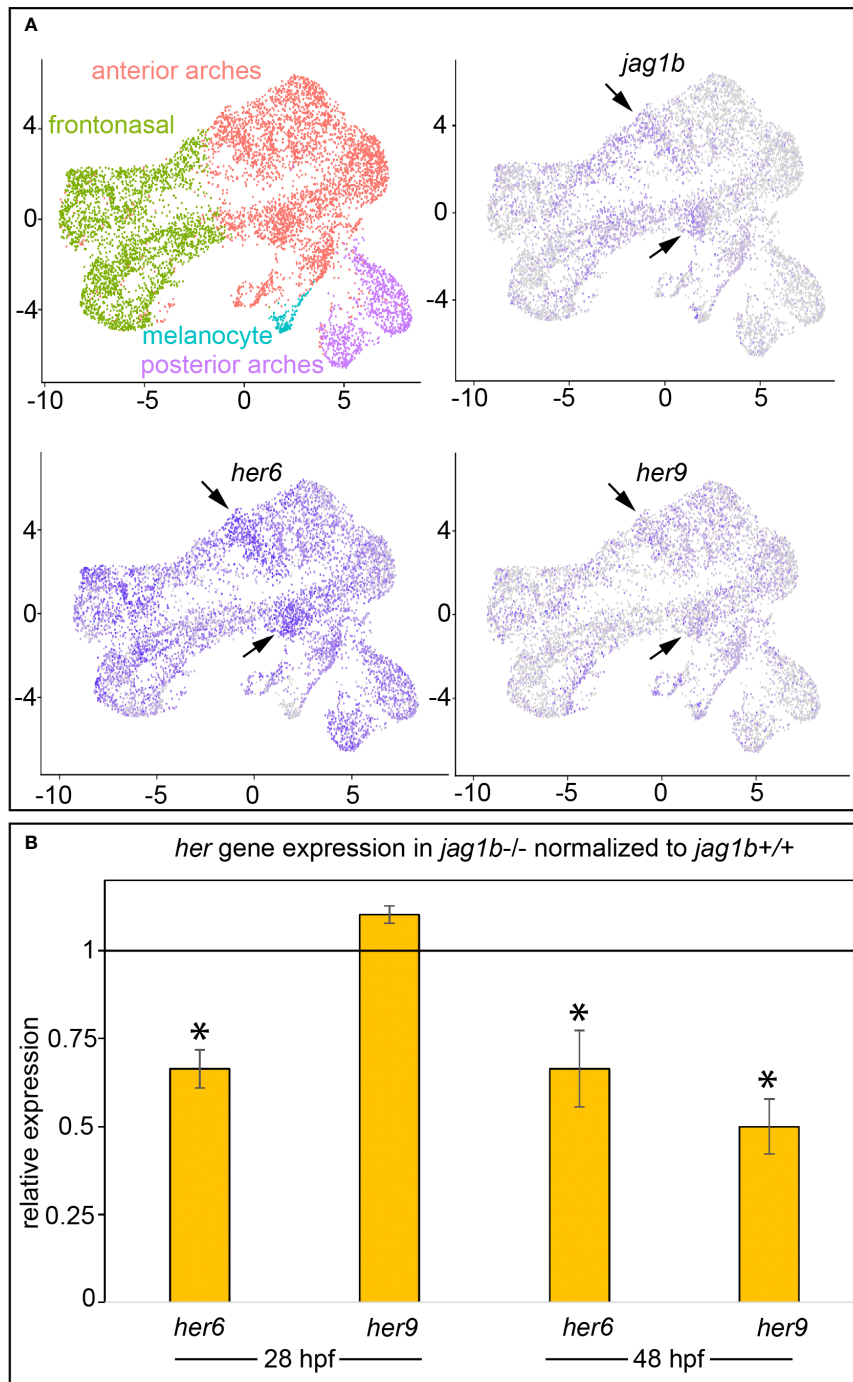 A
anterior arches
frontonasal
melanocyte
posterior arches
4
0
-4
-10 -5 0 5
jag1b
4
0
-4
-10 -5 0 5
her6
4
0
-4
-10 -5 0 5
her9
4
0
-4
-10 -5 0 5
B
her gene expression in jag1b-/- normalized to jag1b+/+
relative expression
1
0.75
0.5
0.25
0
* * *
her6 her9 her6 her9
28 hpf 48 hpf